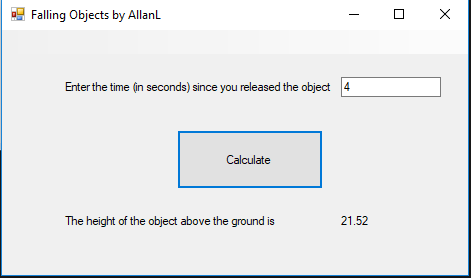 Falling Objects by AllanL
Enter the time (in seconds) since you released the object 4
Calculate
The height of the object above the ground is 21.52